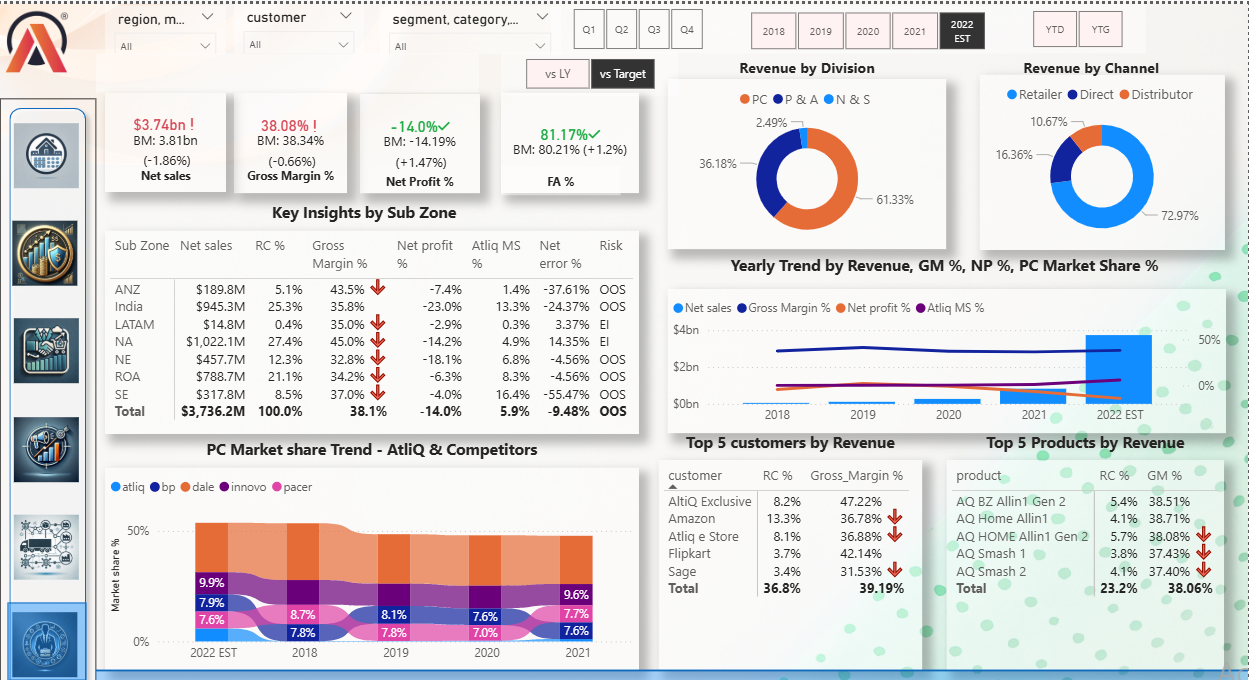 ®
region, m...
customer
segment, category,...
All
All
All
Q1 Q2 Q3 Q4
2018 2019 2020 2021 2022 EST
YTD YTG
vs LY vs Target
$3.74bn !
BM: 3.81bn
(-1.86%)
Net sales
38.08% !
BM: 38.34%
(-0.66%)
Gross Margin %
-14.0%✓
BM: -14.19%
(+1.47%)
Net Profit %
81.17%✓
BM: 80.21% (+1.2%)
FA %
Revenue by Division
PC P & A N & S
2.49%
36.18%
61.33%
Revenue by Channel
Retailer Direct Distributor
10.67%
16.36%
72.97%
Key Insights by Sub Zone
Sub Zone Net sales RC % Gross Margin % Net profit % Atliq MS % Net error % Risk
ANZ $189.8M 5.1% 43.5% -7.4% 1.4% -37.61% OOS
India $945.3M 25.3% 35.8% -23.0% 13.3% -24.37% OOS
LATAM $14.8M 0.4% 35.0% -2.9% 0.3% 3.37% EI
NA $1,022.1M 27.4% 45.0% -14.2% 4.9% 14.35% EI
NE $457.7M 12.3% 32.8% -18.1% 6.8% -4.56% OOS
ROA $788.7M 21.1% 34.2% -6.3% 8.3% -4.56% OOS
SE $317.8M 8.5% 37.0% -4.0% 16.4% -55.47% OOS
Total $3,736.2M 100.0% 38.1% -14.0% 5.9% -9.48% OOS
Yearly Trend by Revenue, GM %, NP %, PC Market Share %
Net sales Gross Margin % Net profit % Atliq MS %
$4bn
$2bn
$0bn
50%
0%
2018 2019 2020 2021 2022 EST
PC Market share Trend - AtliQ & Competitors
atliq bp dale innovo pacer
Market share %
50%
0%
9.9%
7.9%
7.6%
8.7%
7.8%
8.1%
7.8%
7.6%
7.0%
9.6%
7.7%
7.6%
2022 EST 2018 2019 2020 2021
Top 5 customers by Revenue
customer RC % Gross_Margin %
AltiQ Exclusive 8.2% 47.22%
Amazon 13.3% 36.78%
Atliq e Store 8.1% 36.88%
Flipkart 3.7% 42.14%
Sage 3.4% 31.53%
Total 36.8% 39.19%
Top 5 Products by Revenue
product RC % GM %
AQ BZ Allin1 Gen 2 5.4% 38.51%
AQ Home Allin1 4.1% 38.71%
AQ HOME Allin1 Gen 2 5.7% 38.08%
AQ Smash 1 3.8% 37.43%
AQ Smash 2 4.1% 37.40%
Total 23.2% 38.06%